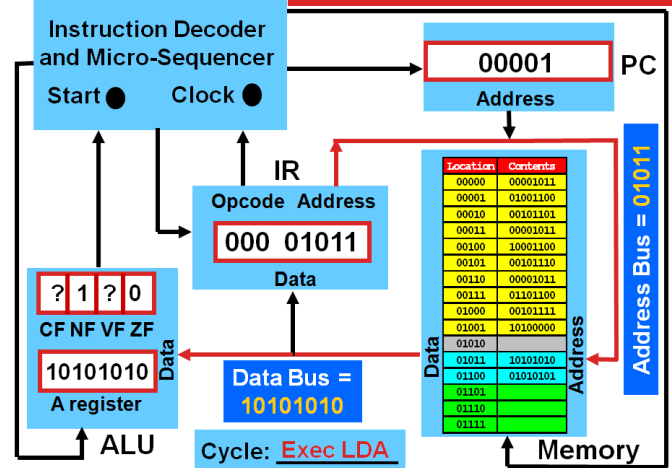 Instruction Decoder
and Micro-Sequencer
Start
Clock
00001
PC
Address
IR
Opcode Address
000 01011
Data
? 1 ? 0
CF NF VF ZF
10101010
A register
Data
ALU
Data Bus =
10101010
Cycle: Exec LDA
Location Contents
00000 00001011
00001 01001100
00010 00101101
00011 00001011
00100 10001100
00101 00101110
00110 00001011
00111 01101100
01000 00101111
01001 10100000
01010
01011 10101010
01100 01010101
01101
01110
01111
Data
Address
Memory
Address Bus = 01011